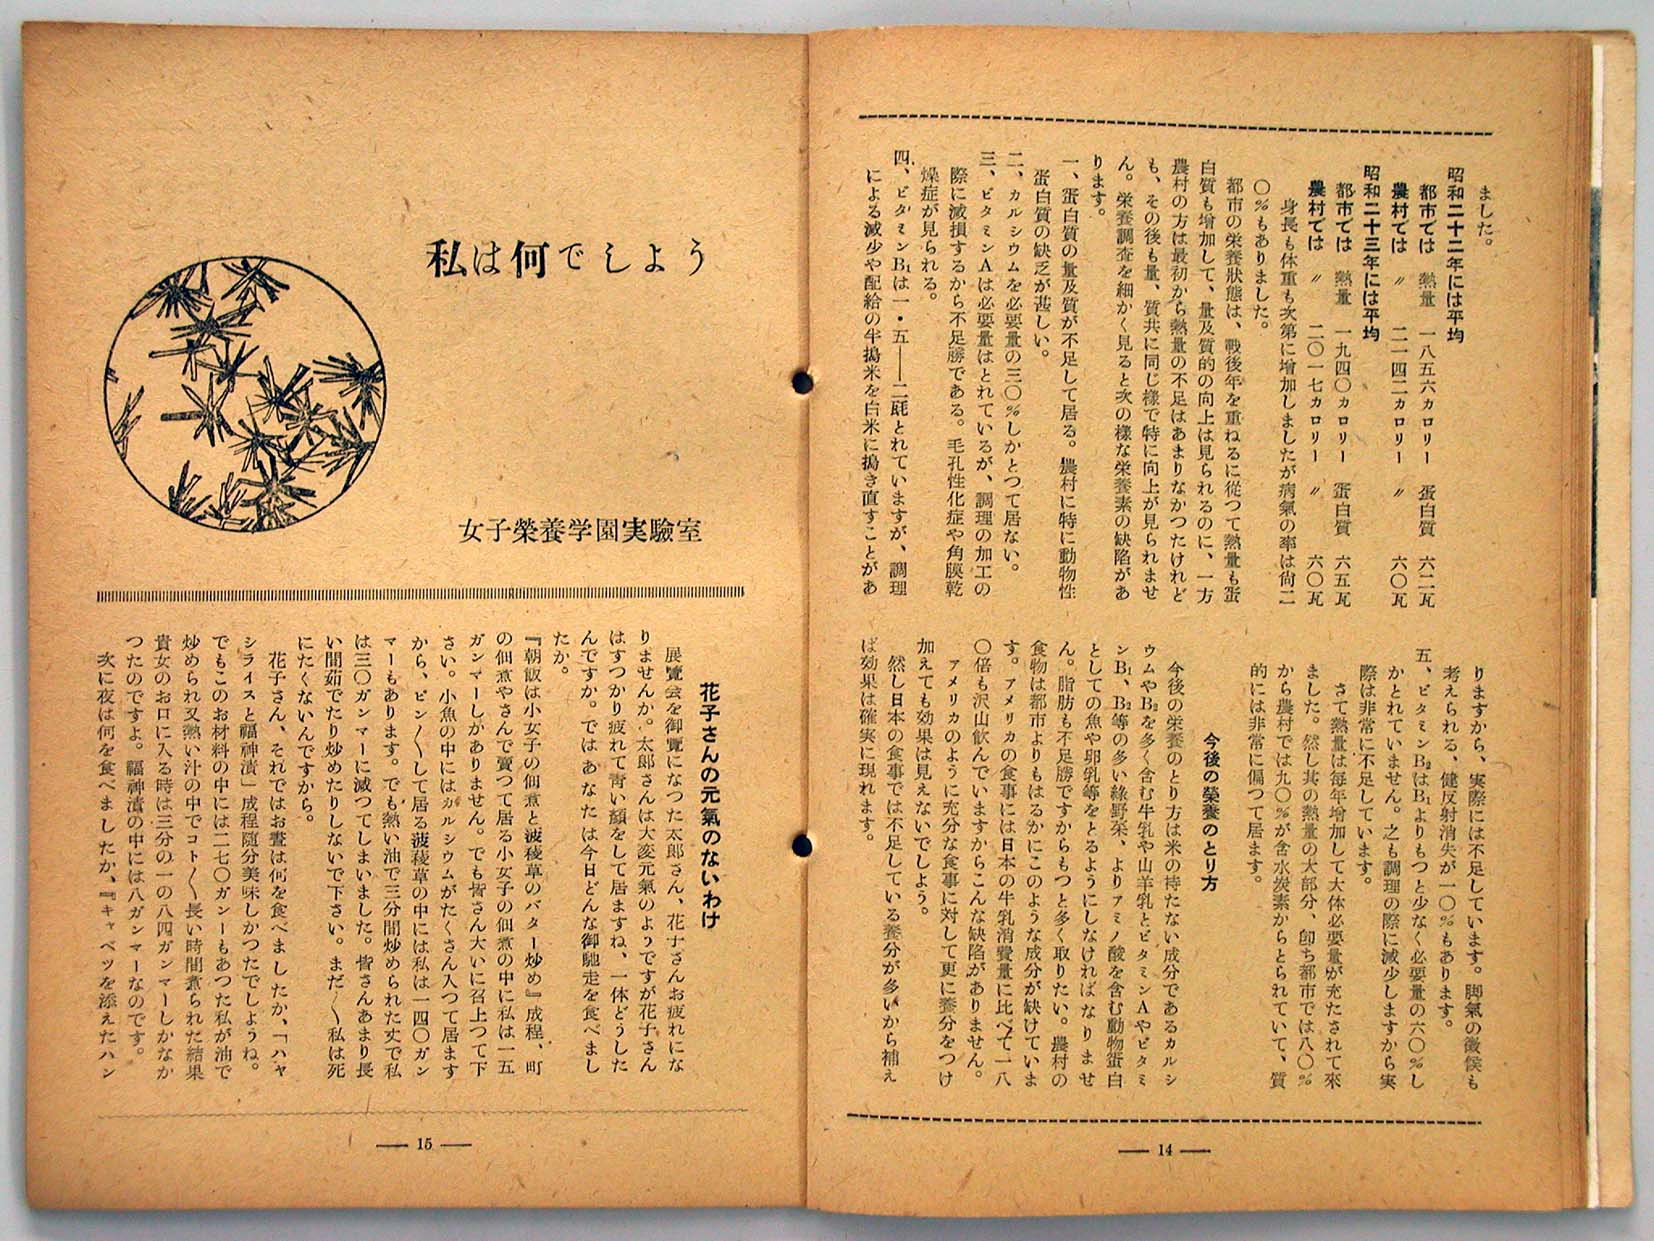 ました。
昭和二十二年には平均
都市では　熱量　一八五六カロリー　蛋白質　六二瓦
農村では　〃　二一四二カロリー　〃　六〇瓦
昭和二十三年には平均
都市では　熱量　一九四〇カロリー　蛋白質　六五瓦
農村では　〃　二〇一七カロリー　〃　六〇瓦
身長も体重も次第に増加しましたが病氣の率は尙二
〇％もありました。
都市の栄養狀態は、戰後年を重ねるに從つて熱量も蛋
白質も増加して、量及質的の向上は見られるのに、一方
農村の方は最初から熱量の不足はあまりなかつたけれど
も、その後も量、質共に同じ様で特に向上が見られませ
ん。栄養調査を細かく見ると次の樣な栄養素の缺陷があ
ります。
一、蛋白質の量及質が不足して居る。農村に特に動物性
蛋白質の缺乏が甚しい。
二、カルシウムを必要量の三〇％しかとつて居ない。
三、ビタミンAは必要量はとれているが、調理の加工の
際に減損するから不足勝である。毛孔性化症や角膜乾
燥症が見られる。
四、ビタミンB₁は一・五――二瓱とれていますが、調理
による減少や配給の半搗米を白米に搗き直すことがあ
りますから、実際には不足しています。脚氣の徴候も
考えられる、健反射消失が一〇％もあります。
五、ビタミンB₂はB₁よりもつと少なく必要量の六〇％し
かとれていません。之も調理の際に減少しますから実
際は非常に不足しています。
さて熱量は每年増加して大体必要量が充たされて來
ました。然し其の熱量の大部分、卽ち都市では八〇％
から農村では九〇％が含水炭素からとられていて、質
的には非常に偏つて居ます。
今後の榮養のとり方
今後の栄養のとり方は米の持たない成分であるカルシ
ウムやB₂を多く含む牛乳や山羊乳とビタミンAやビタミ
ンB₁、B₂等の多い綠野菜、よりアミノ酸を含む動物蛋白
としての魚や卵乳等をとるようにしなければなりませ
ん。脂肪も不足勝ですからもつと多く取りたい。農村の
食物は都市よりもはるかにこのような成分が缺けていま
す。アメリカの食事には日本の牛乳消費量に比べて一八
〇倍も沢山飲んでいますからこんな缺陷がありません。
アメリカのように充分な食事に対して更に養分をつけ
加えても効果は見えないでしよう。
然し日本の食事では不足している養分が多いから補え
ば効果は確実に現れます。
― 14 ―
私は何でしよう
女子榮養学園実驗室
花子さんの元氣のないわけ
展覽会を御覽になつた太郎さん、花子さんお疲れにな
りませんか。太郎さんは大変元氣のようですが花子さん
はすつかり疲れて青い顔をして居ますね、一体どうした
んですか。ではあなたは今日どんな御馳走を食べまし
たか。
『朝飯は小女子の佃煮と波稜草のバター炒め』成程、町
の佃煮やさんで賣つて居る小女子の佃煮の中に私は一五
ガンマーしかありません。でも皆さん大いに召上つて下
さい。小魚の中にはカルシウムがたくさん入つて居ます
から、ピン〱して居る菠稜草の中には私は一四〇ガン
マーもあります。でも熱い油で三分間炒められた丈で私
は三〇ガンマーに減つてしまいました。皆さんあまり長
い間茹でたり炒めたりしないで下さい。まだ〱私は死
にたくないんですから。
花子さん、それではお晝は何を食べましたか、「ハヤ
シライスと福神漬」成程隨分美味しかつたでしようね。
でもこのお材料の中には二七〇ガンーもあつた私が油で
炒められ又熱い汁の中でコト〱長い時間煮られた結果
貴女のお口に入る時は三分の一の八四ガンマーしかなか
つたのですよ。福神漬の中には八ガンマーなのです。
次に夜は何を食べましたか、『キャベツを添えたハン
― 15 ―